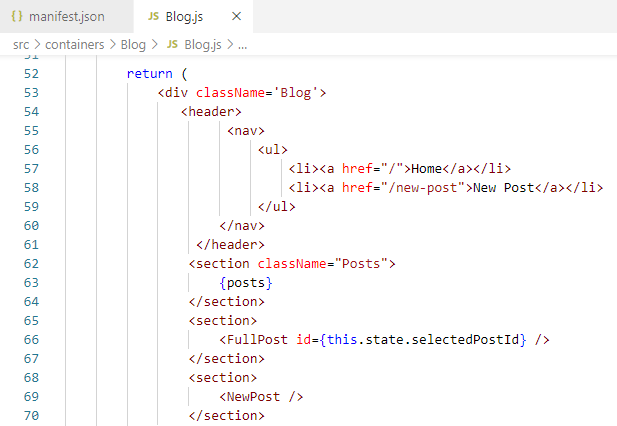 {} manifest.json JS Blog.js ×
src > containers > Blog > JS Blog.js > ...
51
52 return (
53 <div className='Blog'>
54 <header>
55 <nav>
56 <ul>
57 <li><a href="/">Home</a></li>
58 <li><a href="/new-post">New Post</a></li>
59 </ul>
60 </nav>
61 </header>
62 <section className="Posts">
63 {posts}
64 </section>
65 <section>
66 <FullPost id={this.state.selectedPostId} />
67 </section>
68 <section>
69 <NewPost />
70 </section>